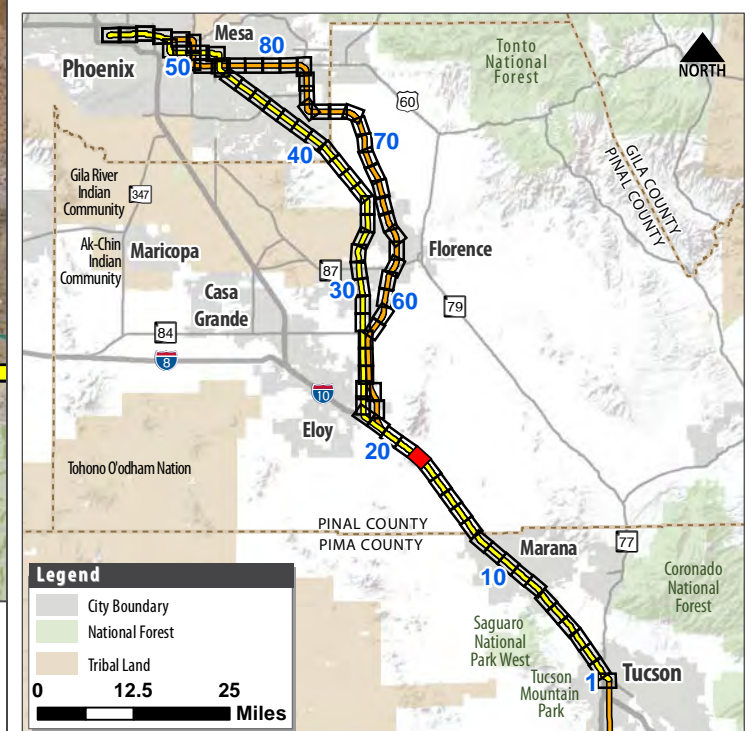 Mesa
80
Phoenix
50
Tonto
National
Forest
NORTH
60
70
40
GILA COUNTY
PINAL COUNTY
Gila River
Indian
Community
347
Ak-Chin
Indian
Community
Maricopa
Florence
87
30
Casa
Grande
60
79
84
8
10
Eloy
20
Tohono O'odham Nation
PINAL COUNTY
PIMA COUNTY
Marana
77
10
Coronado
National
Forest
Saguaro
National
Park West
Tucson
Mountain
Park
1
Tucson
Legend
City Boundary
National Forest
Tribal Land
0 12.5 25
Miles